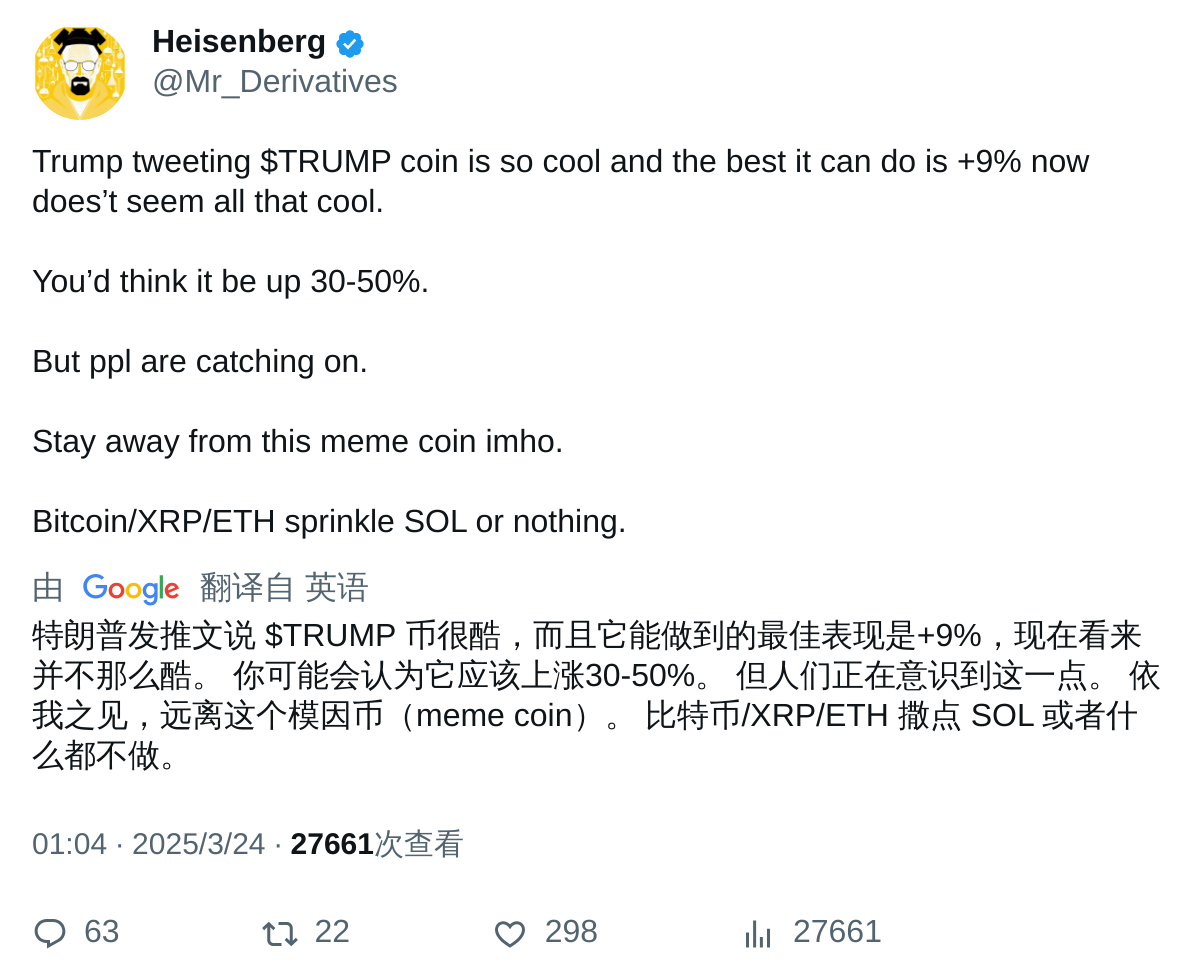 Heisenberg
@Mr_Derivatives
Trump tweeting $TRUMP coin is so cool and the best it can do is +9% now
does’t seem all that cool.
You’d think it be up 30-50%.
But ppl are catching on.
Stay away from this meme coin imho.
Bitcoin/XRP/ETH sprinkle SOL or nothing.
由 Google 翻译自 英语
特朗普发推文说 $TRUMP 币很酷，而且它能做到的最佳表现是+9%，现在看来
并不那么酷。 你可能会认为它应该上涨30-50%。 但人们正在意识到这一点。 依
我之见，远离这个模因币（meme coin）。 比特币/XRP/ETH 撒点 SOL 或者什
么都不做。
01:04 · 2025/3/24 · 27661次查看
63 22 298 27661